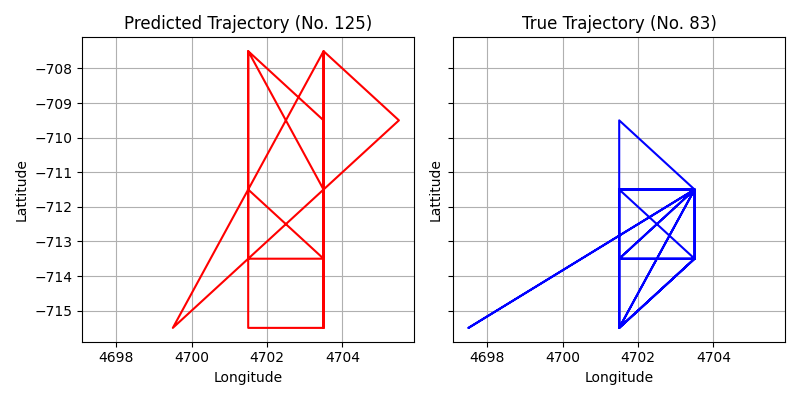 Predicted Trajectory (No. 125)
Lattitude
−708
−709
−710
−711
−712
−713
−714
−715
4698 4700 4702 4704
Longitude
True Trajectory (No. 83)
Lattitude
4698 4700 4702 4704
Longitude